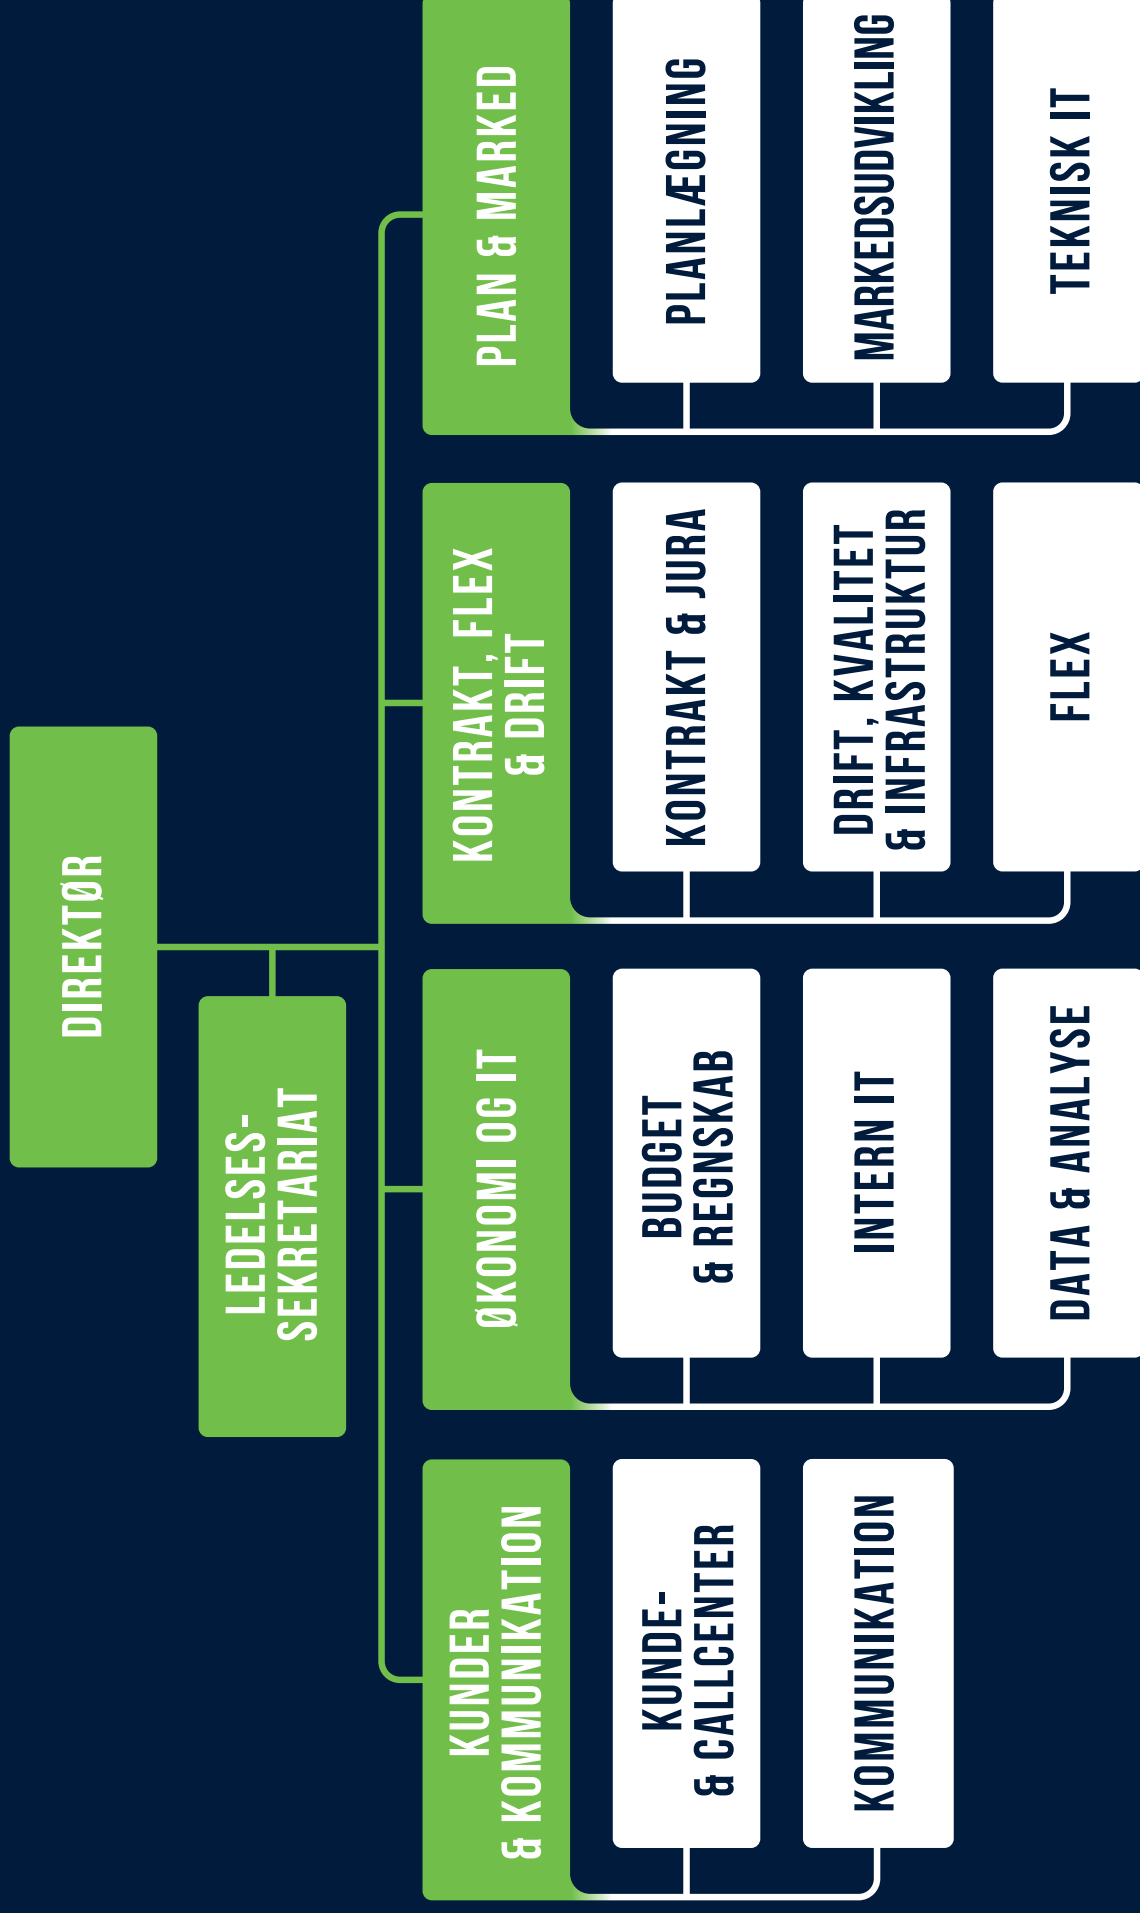 DIREKTØR
LEDELSES-
SEKRETARIAT
KUNDER
& KOMMUNIKATION
KUNDE-
& CALLCENTER
KOMMUNIKATION
ØKONOMI OG IT
BUDGET
& REGNSKAB
INTERN IT
DATA & ANALYSE
KONTRAKT, FLEX
& DRIFT
KONTRAKT & JURA
DRIFT, KVALITET
& INFRASTRUKTUR
FLEX
PLAN & MARKED
PLANLÆGNING
MARKEDSUDVIKLING
TEKNISK IT